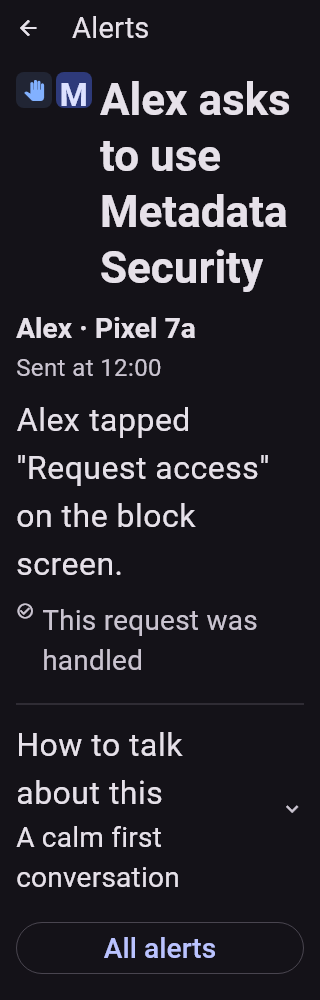 Alerts
M
Alex asks
to use
Metadata
Security
Alex · Pixel 7a
Sent at 12:00
Alex tapped
"Request access"
on the block
screen.
This request was
handled
How to talk
about this
A calm first
conversation
All alerts